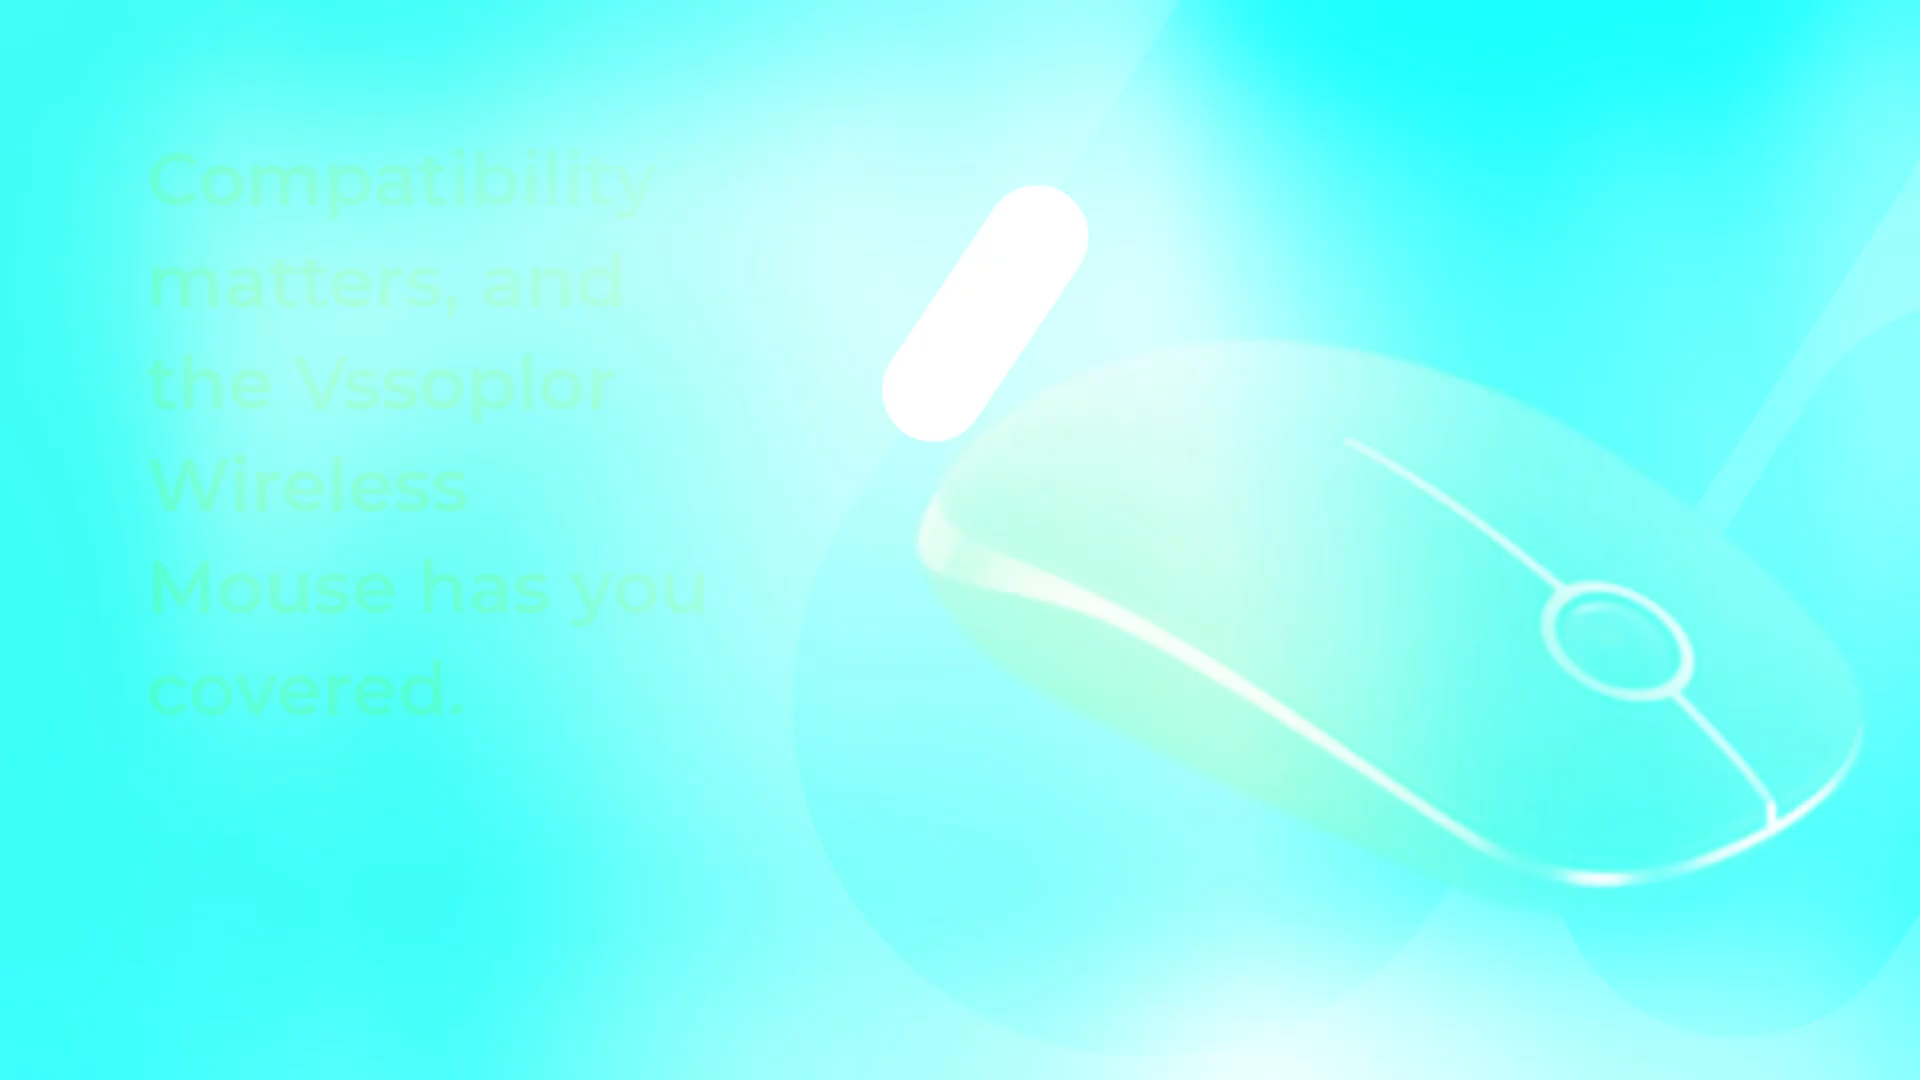 Compatibility
matters, and
the Vssoplor
Wireless
Mouse has you
covered.